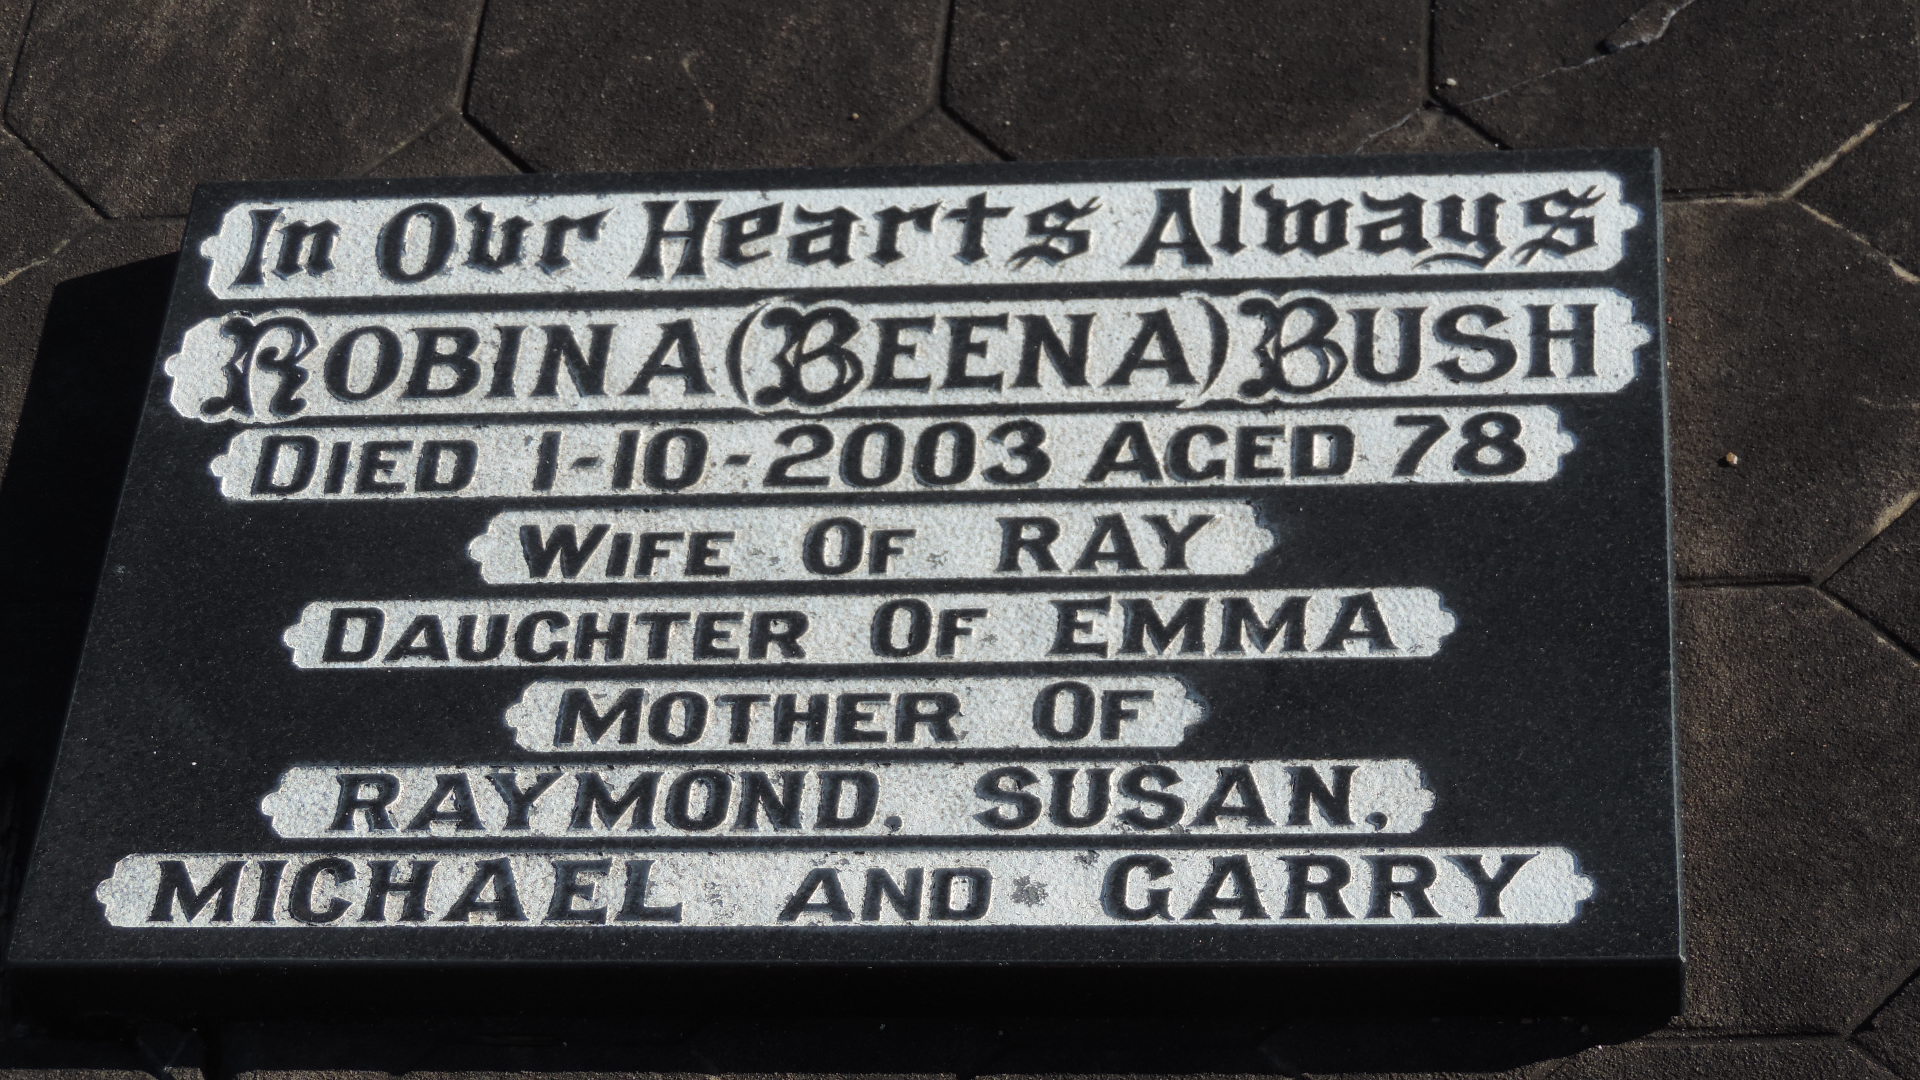 In Our Hearts Always
ROBINA (BEENA) BUSH
DIED 1-10-2003 AGED 78
WIFE OF RAY
DAUGHTER OF EMMA
MOTHER OF
RAYMOND, SUSAN,
MICHAEL AND GARRY